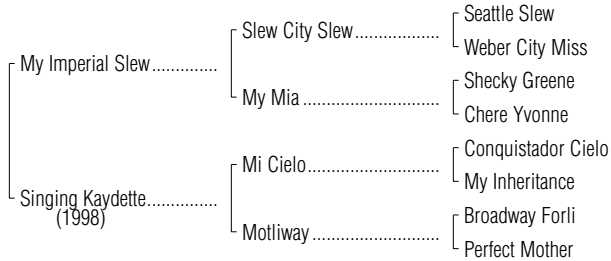 Seattle Slew
Slew City Slew..................
Weber City Miss
My Imperial Slew..............
Shecky Greene
My Mia .............................
Chere Yvonne
Conquistador Cielo
Mi Cielo............................
My Inheritance
Singing Kaydette...............
(1998)
Broadway Forli
Motliway ...........................
Perfect Mother